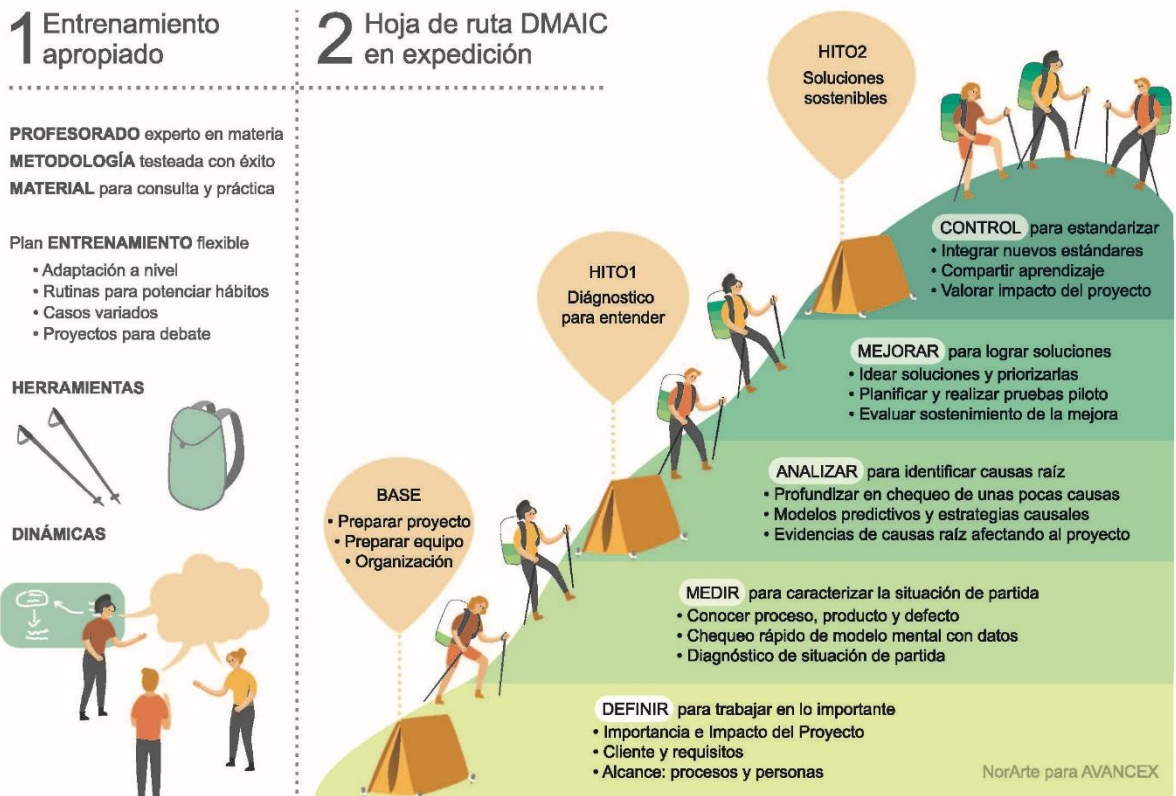 1 Entrenamiento
apropiado
PROFESORADO experto en materia
METODOLOGÍA testeada con éxito
MATERIAL para consulta y práctica
Plan ENTRENAMIENTO flexible
• Adaptación a nivel
• Rutinas para potenciar hábitos
• Casos variados
• Proyectos para debate
HERRAMIENTAS
DINÁMICAS
2 Hoja de ruta DMAIC
en expedición
BASE
• Preparar proyecto
• Preparar equipo
• Organización
HITO1
Diágnostico
para entender
HITO2
Soluciones
sostenibles
CONTROL para estandarizar
• Integrar nuevos estándares
• Compartir aprendizaje
• Valorar impacto del proyecto
MEJORAR para lograr soluciones
• Idear soluciones y priorizarlas
• Planificar y realizar pruebas piloto
• Evaluar sostenimiento de la mejora
ANALIZAR para identificar causas raíz
• Profundizar en chequeo de unas pocas causas
• Modelos predictivos y estrategias causales
• Evidencias de causas raíz afectando al proyecto
MEDIR para caracterizar la situación de partida
• Conocer proceso, producto y defecto
• Chequeo rápido de modelo mental con datos
• Diagnóstico de situación de partida
DEFINIR para trabajar en lo importante
• Importancia e Impacto del Proyecto
• Cliente y requisitos
• Alcance: procesos y personas
NorArte para AVANCEX